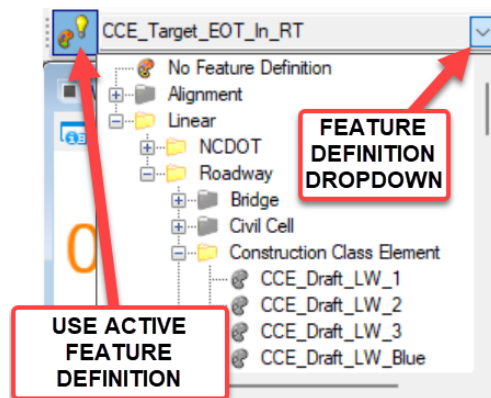 CCE_Target_EOT_In_RT
No Feature Definition
Alignment
Linear
NCDOT
Roadway
Bridge
Civil Cell
Construction Class Element
CCE_Draft_LW_1
CCE_Draft_LW_2
CCE_Draft_LW_3
CCE_Draft_LW_Blue
FEATURE
DEFINITION
DROPDOWN
USE ACTIVE
FEATURE
DEFINITION